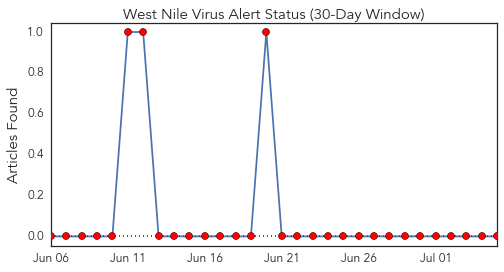 West Nile Virus Alert Status (30-Day Window)
Articles Found
1.0
0.8
0.6
0.4
0.2
0.0
Jun 06 Jun 11 Jun 16 Jun 21 Jun 26 Jul 01